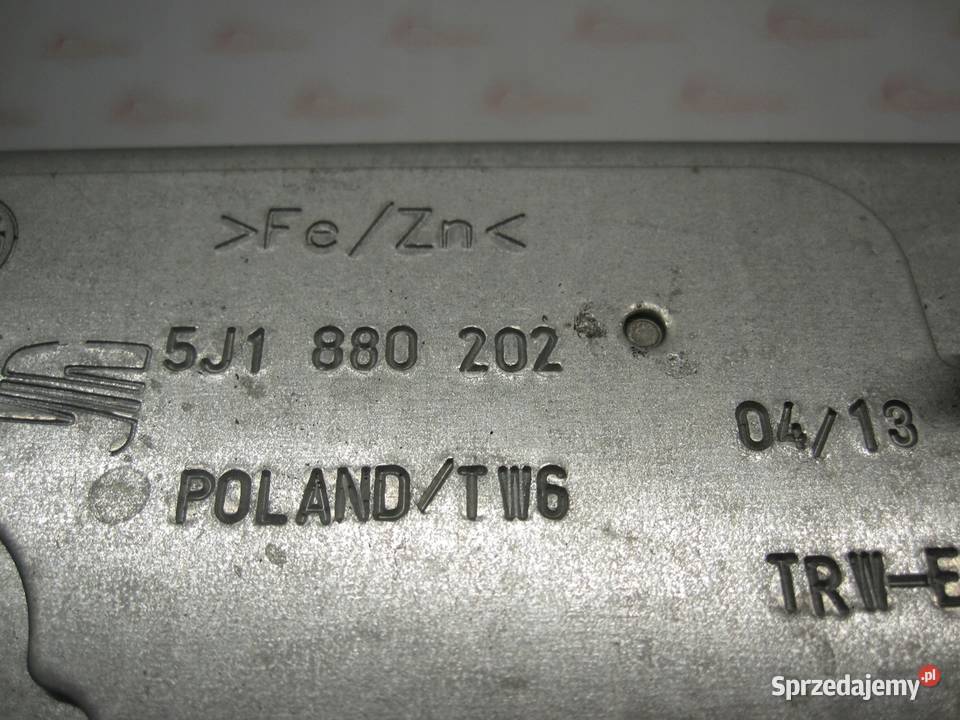 >Fe/Zn<
5J1 880 202
04/13
POLAND/TW6
TRW-E
Sprzedajemy.pl